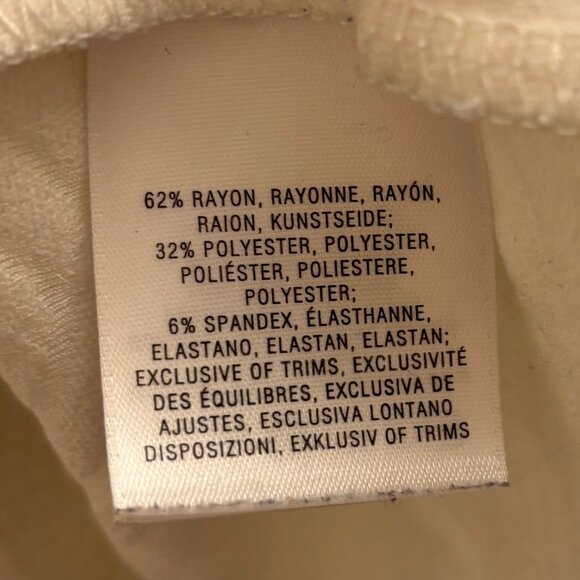 62% RAYON, RAYONNE, RAYÓN,
RAION, KUNSTSEIDE;
32% POLYESTER, POLYESTER,
POLIÉSTER, POLIESTERE,
POLYESTER;
6% SPANDEX, ÉLASTHANNE,
ELASTANO, ELASTAN, ELASTAN;
EXCLUSIVE OF TRIMS, EXCLUSIVITÉ
DES ÉQUILIBRES, EXCLUSIVA DE
AJUSTES, ESCLUSIVA LONTANO
DISPOSIZIONI, EXKLUSIV OF TRIMS